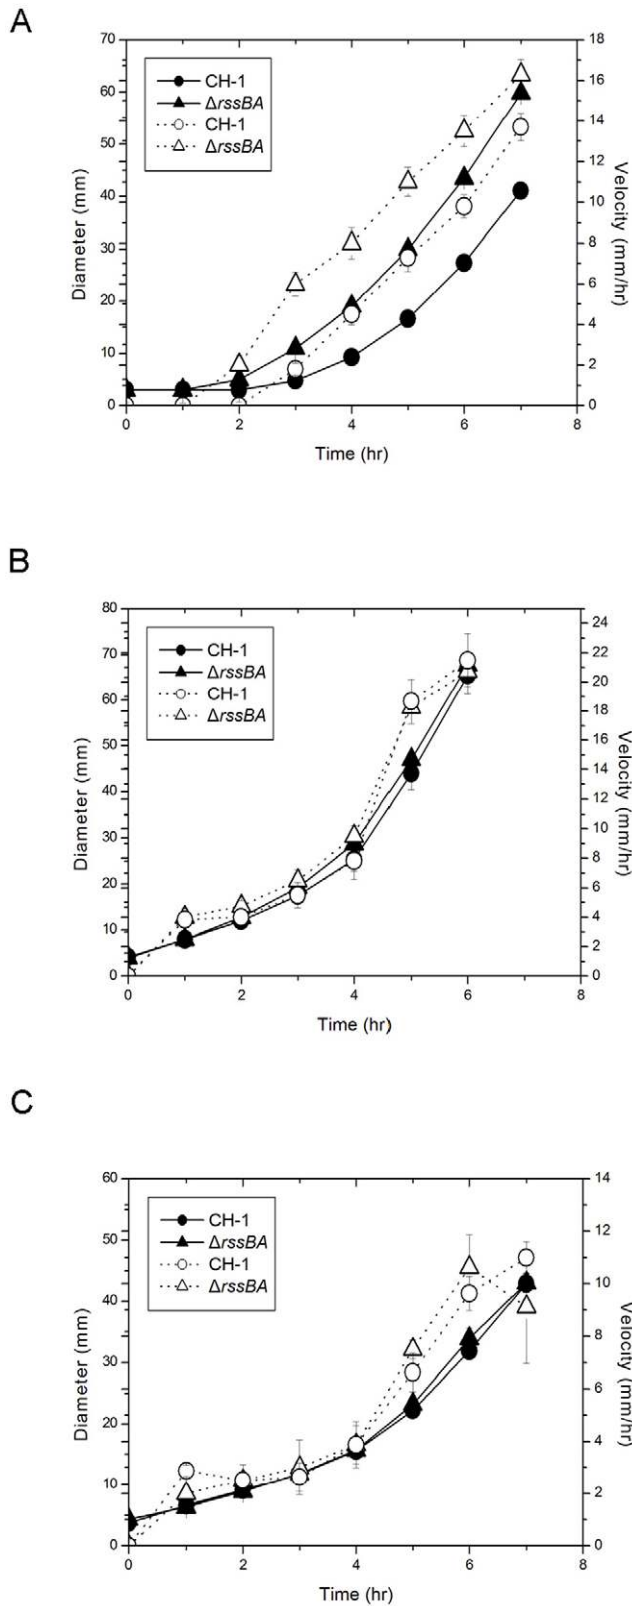 A
70
60
50
40
30
20
10
0
Diameter (mm)
CH-1
ΔrssBA
CH-1
ΔrssBA
18
16
14
12
10
8
6
4
2
0
Velocity (mm/hr)
0 2 4 6 8
Time (hr)
B
80
70
60
50
40
30
20
10
0
Diameter (mm)
CH-1
ΔrssBA
CH-1
ΔrssBA
24
22
20
18
16
14
12
10
8
6
4
2
0
Velocity (mm/hr)
0 2 4 6 8
Time (hr)
C
60
50
40
30
20
10
0
Diameter (mm)
CH-1
ΔrssBA
CH-1
ΔrssBA
14
12
10
8
6
4
2
0
Velocity (mm/hr)
0 2 4 6 8
Time (hr)